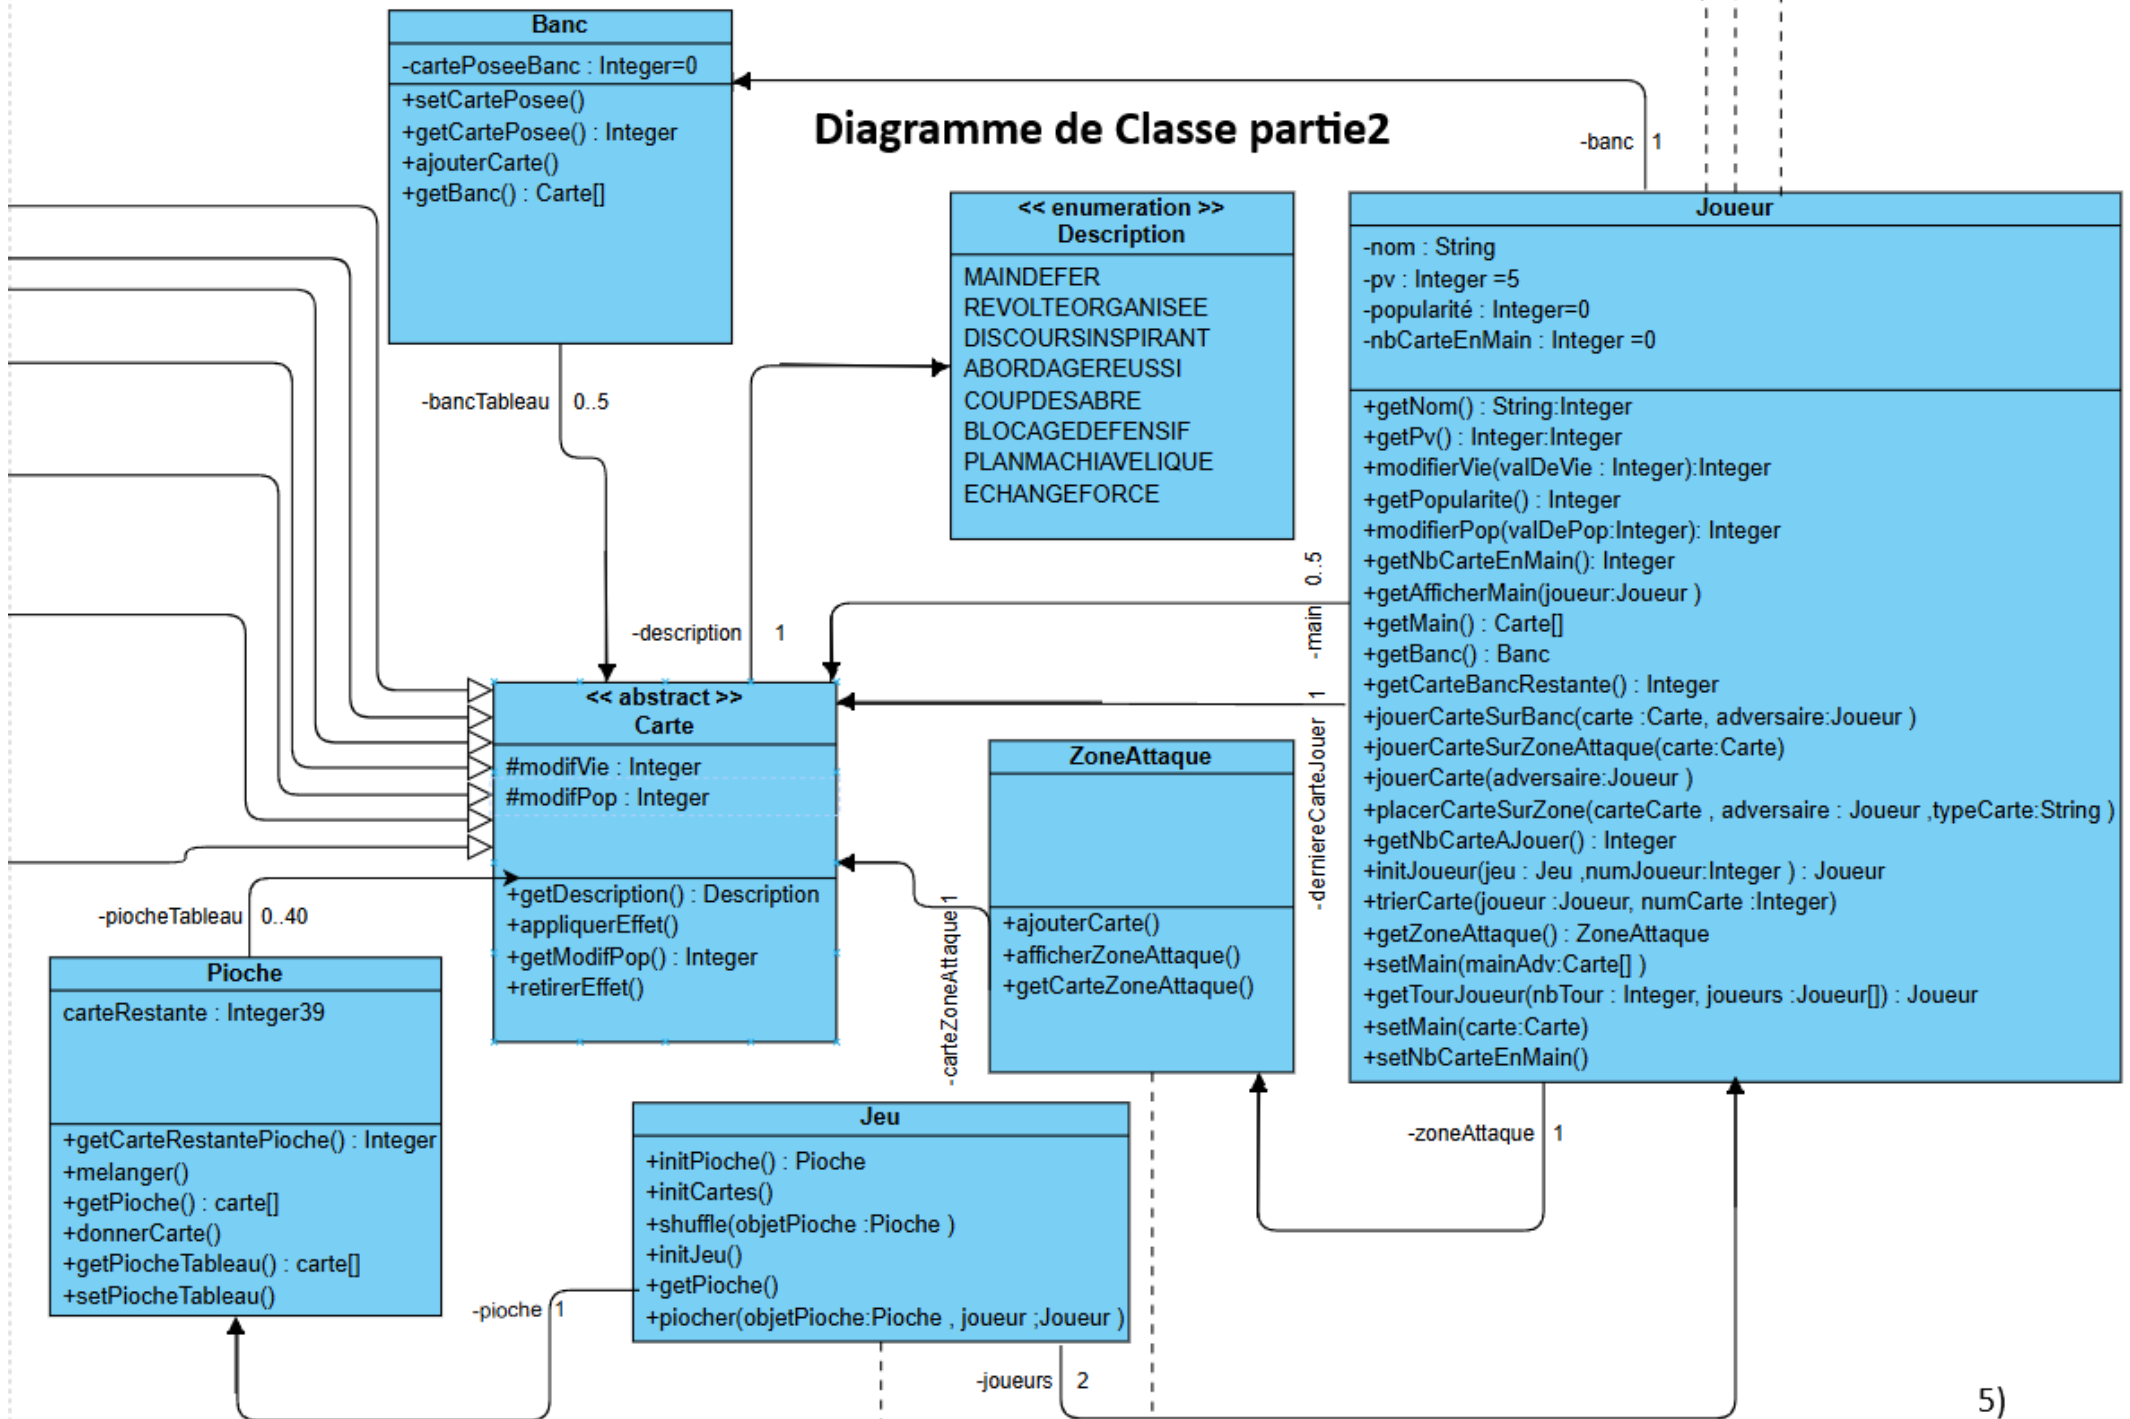 Banc
-cartePoseeBanc : Integer=0
+setCartePosee()
+getCartePosee() : Integer
+ajouterCarte()
+getBanc() : Carte[]
Diagramme de Classe partie2
-banc 1
<< enumeration >>
Description
MAINDEFER
REVOLTEORGANISEE
DISCOURSINSPIRANT
ABORDAGEREUSSI
COUPDESABRE
BLOCAGEDEFENSIF
PLANMACHIAVELIQUE
ECHANGEFORCE
Joueur
-nom : String
-pv : Integer =5
-popularité : Integer=0
-nbCarteEnMain : Integer =0
+getNom() : String:Integer
+getPv() : Integer:Integer
+modifierVie(valDeVie : Integer):Integer
+getPopularite() : Integer
+modifierPop(valDePop:Integer): Integer
+getNbCarteEnMain(): Integer
+getAfficherMain(joueur:Joueur )
+getMain() : Carte[]
+getBanc() : Banc
+getCarteBancRestante() : Integer
+jouerCarteSurBanc(carte :Carte, adversaire:Joueur )
+jouerCarteSurZoneAttaque(carte:Carte)
+jouerCarte(adversaire:Joueur )
+placerCarteSurZone(carteCarte , adversaire : Joueur ,typeCarte:String )
+getNbCarteAJouer() : Integer
+initJoueur(jeu : Jeu ,numJoueur:Integer ) : Joueur
+trierCarte(joueur :Joueur, numCarte :Integer)
+getZoneAttaque() : ZoneAttaque
+setMain(mainAdv:Carte[] )
+getTourJoueur(nbTour : Integer, joueurs :Joueur[]) : Joueur
+setMain(carte:Carte)
+setNbCarteEnMain()
-bancTableau 0..5
-description 1
-main 0..5
-derniereCarteJouer 1
<< abstract >>
Carte
#modifVie : Integer
#modifPop : Integer
+getDescription() : Description
+appliquerEffet()
+getModifPop() : Integer
+retirerEffet()
ZoneAttaque
+ajouterCarte()
+afficherZoneAttaque()
+getCarteZoneAttaque()
-carteZoneAttaque 1
-piocheTableau 0..40
Pioche
carteRestante : Integer39
+getCarteRestantePioche() : Integer
+melanger()
+getPioche() : carte[]
+donnerCarte()
+getPiocheTableau() : carte[]
+setPiocheTableau()
Jeu
+initPioche() : Pioche
+initCartes()
+shuffle(objetPioche :Pioche )
+initJeu()
+getPioche()
+piocher(objetPioche:Pioche , joueur ;Joueur )
-zoneAttaque 1
-pioche 1
-joueurs 2
5)